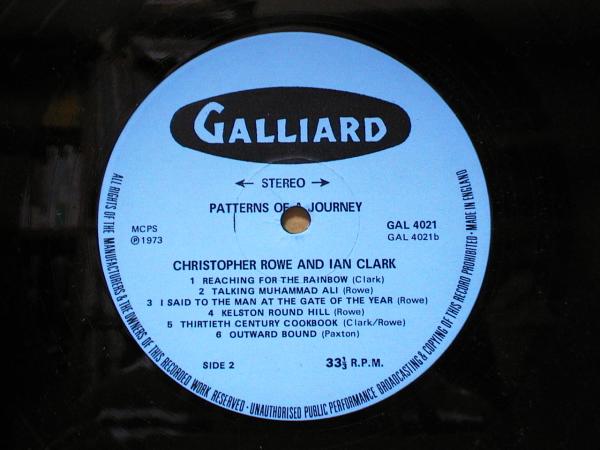 GALLIARD
← STEREO →
PATTERNS OF A JOURNEY
MCPS
℗ 1973
GAL 4021
GAL 4021b
CHRISTOPHER ROWE AND IAN CLARK
1 REACHING FOR THE RAINBOW (Clark)
2 TALKING MUHAMMAD ALI (Rowe)
3 I SAID TO THE MAN AT THE GATE OF THE YEAR (Rowe)
4 KELSTON ROUND HILL (Rowe)
5 THIRTIETH CENTURY COOKBOOK (Clark/Rowe)
6 OUTWARD BOUND (Paxton)
SIDE 2
33⅓ R.P.M.
ALL RIGHTS OF THE MANUFACTURERS & THE OWNERS OF THIS RECORDED WORK RESERVED · UNAUTHORISED PUBLIC PERFORMANCE BROADCASTING & COPYING OF THIS RECORD PROHIBITED · MADE IN ENGLAND